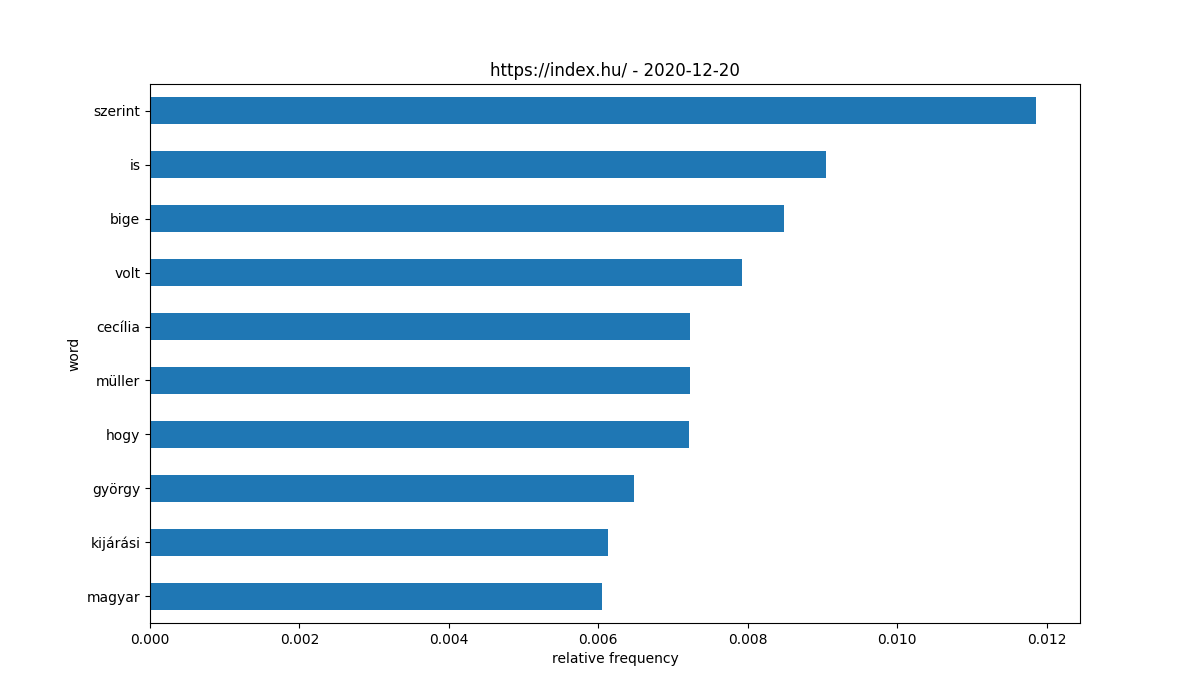 https://index.hu/ - 2020-12-20
szerint
is
bige
volt
cecília
müller
hogy
györgy
kijárási
magyar
word
0.000 0.002 0.004 0.006 0.008 0.010 0.012
relative frequency